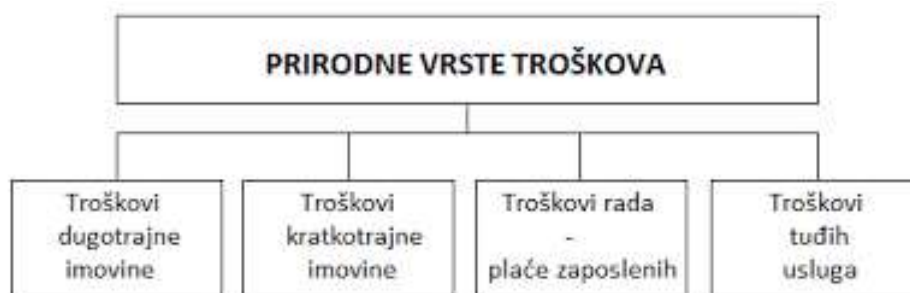 PRIRODNE VRSTE TROŠKOVA
Troškovi
dugotrajne
imovine
Troškovi
kratkotrajne
imovine
Troškovi rada
-
plaće zaposlenih
Troškovi
tuđih
usluga